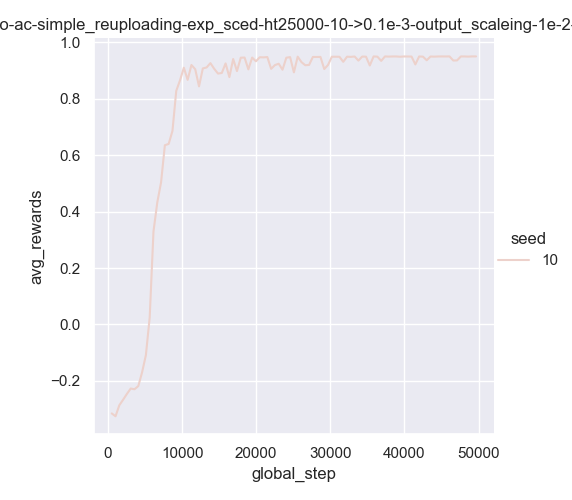 o-ac-simple_reuploading-exp_sced-ht25000-10->0.1e-3-output_scaleing-1e-2-
1.0
0.8
0.6
0.4
0.2
0.0
−0.2
avg_rewards
0 10000 20000 30000 40000 50000
global_step
seed
10